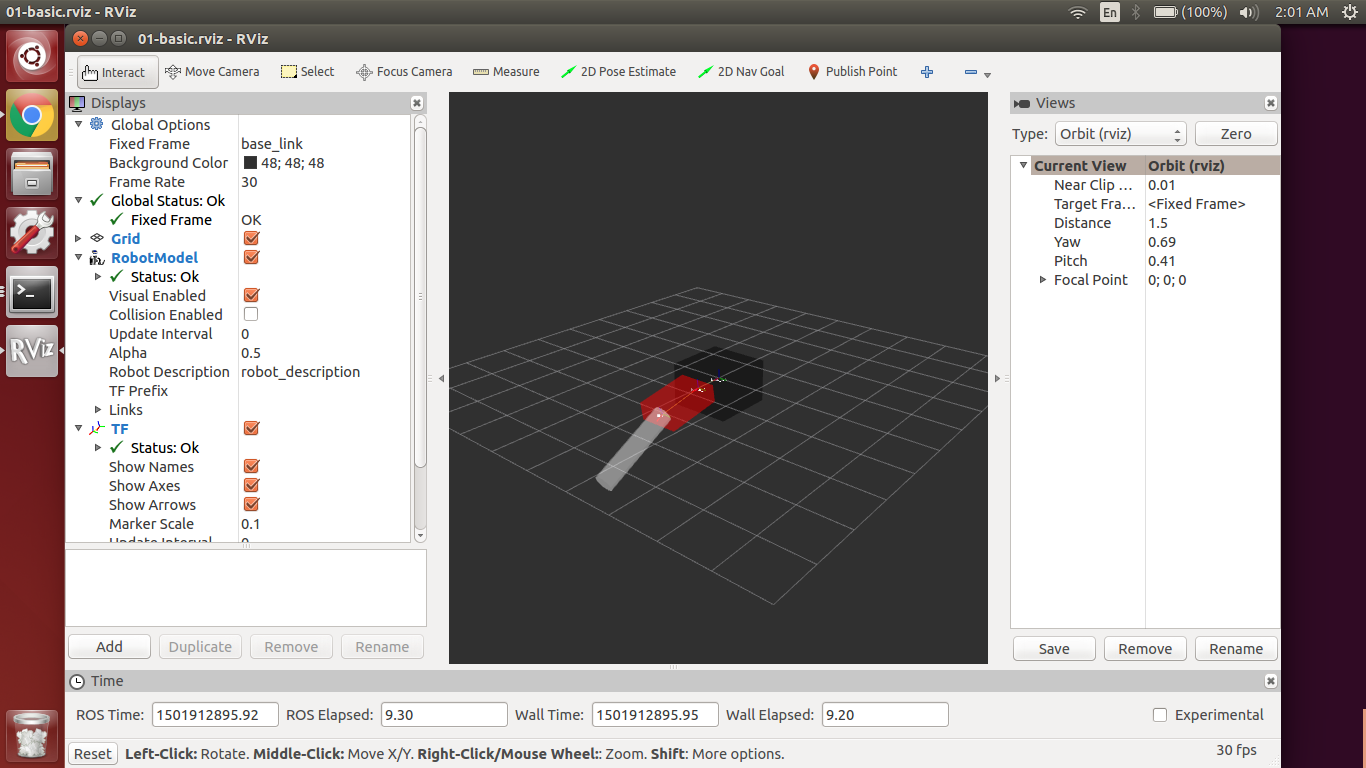 01-basic.rviz - RViz
En
(100%)
2:01 AM
01-basic.rviz - RViz
Interact
Move Camera
Select
Focus Camera
Measure
2D Pose Estimate
2D Nav Goal
Publish Point
Displays
Global Options
Fixed Frame base_link
Background Color 48; 48; 48
Frame Rate 30
Global Status: Ok
Fixed Frame OK
Grid
RobotModel
Status: Ok
Visual Enabled
Collision Enabled
Update Interval 0
Alpha 0.5
Robot Description robot_description
TF Prefix
Links
TF
Status: Ok
Show Names
Show Axes
Show Arrows
Marker Scale 0.1
Update Interval 0
Add
Duplicate
Remove
Rename
Views
Type: Orbit (rviz) Zero
Current View Orbit (rviz)
Near Clip ... 0.01
Target Fra... <Fixed Frame>
Distance 1.5
Yaw 0.69
Pitch 0.41
Focal Point 0; 0; 0
Save
Remove
Rename
RViz
Time
ROS Time: 1501912895.92 ROS Elapsed: 9.30 Wall Time: 1501912895.95 Wall Elapsed: 9.20 Experimental
Reset Left-Click: Rotate. Middle-Click: Move X/Y. Right-Click/Mouse Wheel:: Zoom. Shift: More options. 30 fps